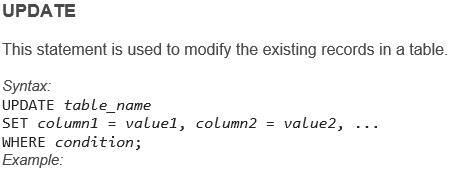 UPDATE
This statement is used to modify the existing records in a table.
Syntax:
UPDATE table_name
SET column1 = value1, column2 = value2, ...
WHERE condition;
Example: